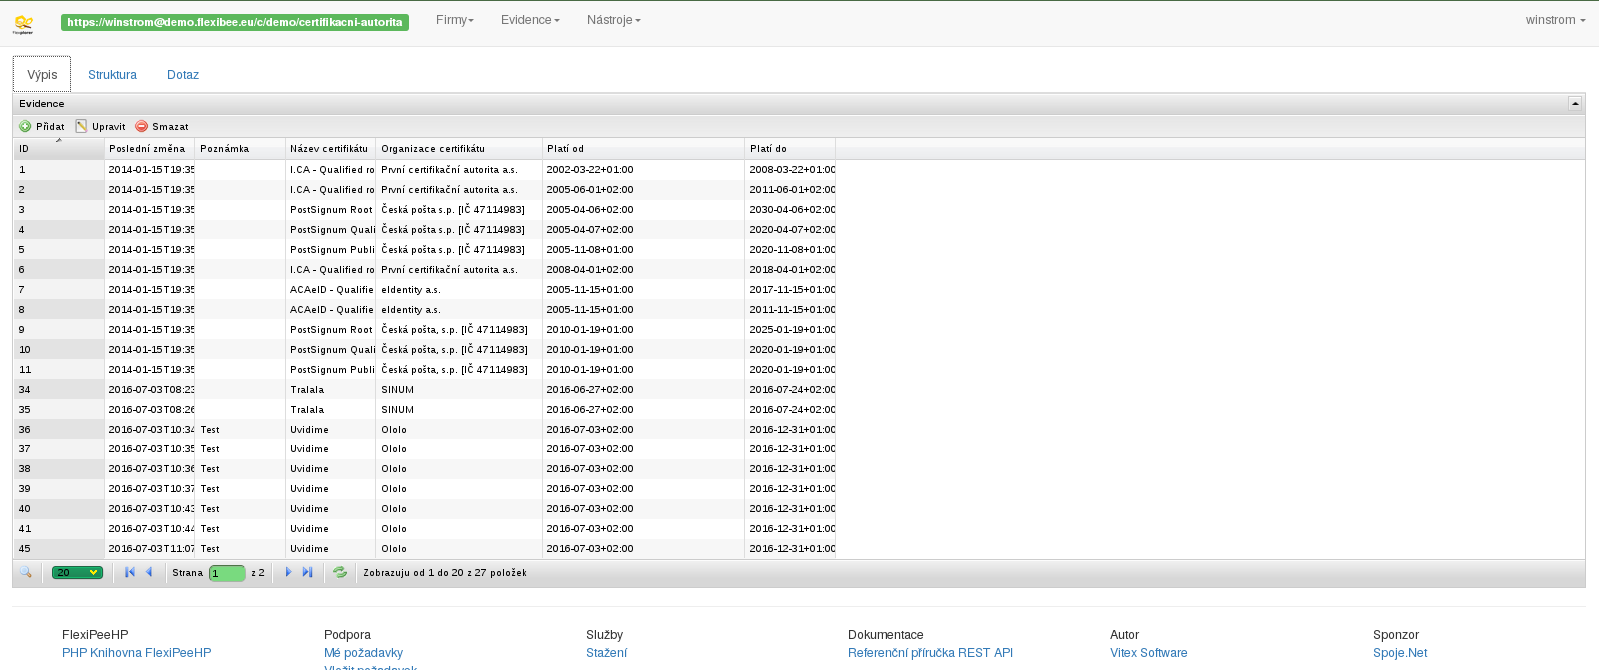 https://winstrom@demo.flexibee.eu/c/demo/certifikacni-autorita Firmy Evidence Nástroje winstrom
Výpis Struktura Dotaz
Evidence
Přidat Upravit Smazat
ID Poslední změna Poznámka Název certifikátu Organizace certifikátu Platí od Platí do
1 2014-01-15T19:35 I.CA - Qualified ro První certifikační autorita a.s. 2002-03-22+01:00 2008-03-22+01:00
2 2014-01-15T19:35 I.CA - Qualified ro První certifikační autorita a.s. 2005-06-01+02:00 2011-06-01+02:00
3 2014-01-15T19:35 PostSignum Root Česká pošta s.p. [IČ 47114983] 2005-04-06+02:00 2030-04-06+02:00
4 2014-01-15T19:35 PostSignum Quali Česká pošta s.p. [IČ 47114983] 2005-04-07+02:00 2020-04-07+02:00
5 2014-01-15T19:35 PostSignum Publi Česká pošta s.p. [IČ 47114983] 2005-11-08+01:00 2020-11-08+01:00
6 2014-01-15T19:35 I.CA - Qualified ro První certifikační autorita a.s. 2008-04-01+02:00 2018-04-01+02:00
7 2014-01-15T19:35 ACAeID - Qualifie eIdentity a.s. 2005-11-15+01:00 2017-11-15+01:00
8 2014-01-15T19:35 ACAeID - Qualifie eIdentity a.s. 2005-11-15+01:00 2011-11-15+01:00
9 2014-01-15T19:35 PostSignum Root Česká pošta, s.p. [IČ 47114983] 2010-01-19+01:00 2025-01-19+01:00
10 2014-01-15T19:35 PostSignum Quali Česká pošta, s.p. [IČ 47114983] 2010-01-19+01:00 2020-01-19+01:00
11 2014-01-15T19:35 PostSignum Publi Česká pošta, s.p. [IČ 47114983] 2010-01-19+01:00 2020-01-19+01:00
34 2016-07-03T08:23 Tralala SINUM 2016-06-27+02:00 2016-07-24+02:00
35 2016-07-03T08:26 Tralala SINUM 2016-06-27+02:00 2016-07-24+02:00
36 2016-07-03T10:34 Test Uvidime Ololo 2016-07-03+02:00 2016-12-31+01:00
37 2016-07-03T10:35 Test Uvidime Ololo 2016-07-03+02:00 2016-12-31+01:00
38 2016-07-03T10:36 Test Uvidime Ololo 2016-07-03+02:00 2016-12-31+01:00
39 2016-07-03T10:37 Test Uvidime Ololo 2016-07-03+02:00 2016-12-31+01:00
40 2016-07-03T10:43 Test Uvidime Ololo 2016-07-03+02:00 2016-12-31+01:00
41 2016-07-03T10:44 Test Uvidime Ololo 2016-07-03+02:00 2016-12-31+01:00
45 2016-07-03T11:07 Test Uvidime Ololo 2016-07-03+02:00 2016-12-31+01:00
20 Strana 1 z 2 Zobrazuju od 1 do 20 z 27 položek
FlexiPeeHP Podpora Služby Dokumentace Autor Sponzor
PHP Knihovna FlexiPeeHP Mé požadavky Stažení Referenční příručka REST API Vitex Software Spoje.Net
Vložit požadavek